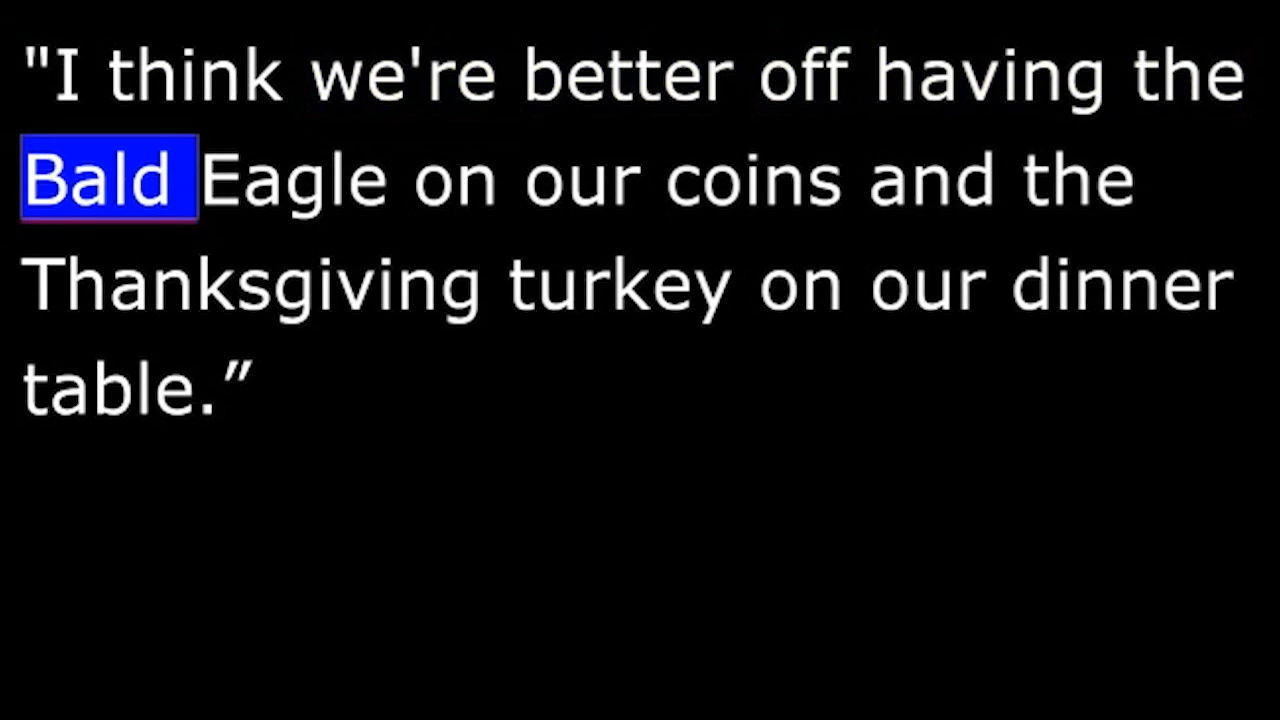 "I think we're better off having the
Bald Eagle on our coins and the
Thanksgiving turkey on our dinner
table.”